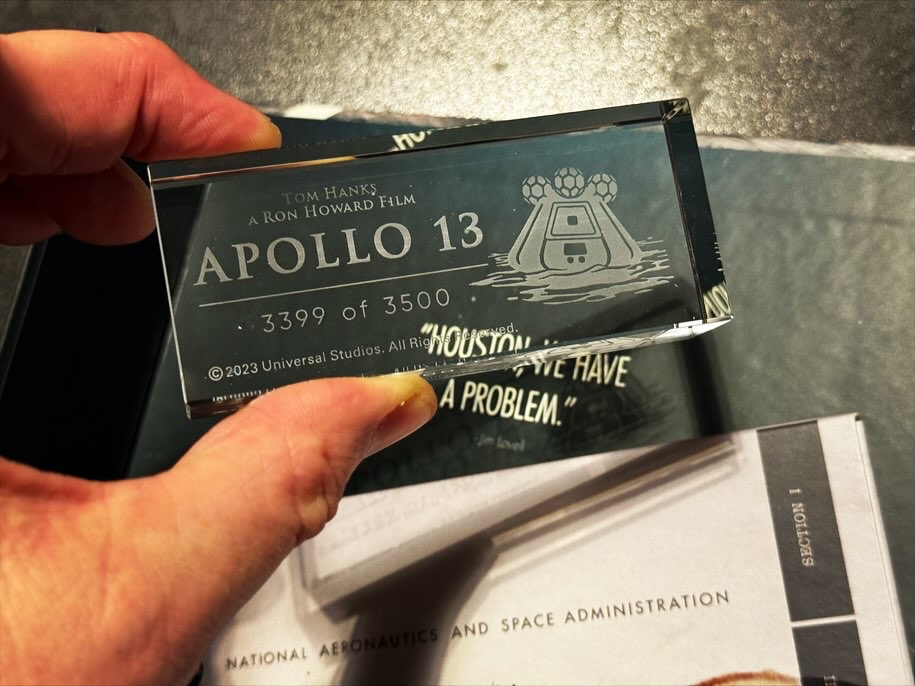 TOM HANKS
A RON HOWARD FILM
APOLLO 13
3399 of 3500
©2023 Universal Studios. All Rights Reserved.
"HOUSTON, WE HAVE
A PROBLEM."
Jim Lovell
SECTION I
NATIONAL AERONAUTICS AND SPACE ADMINISTRATION